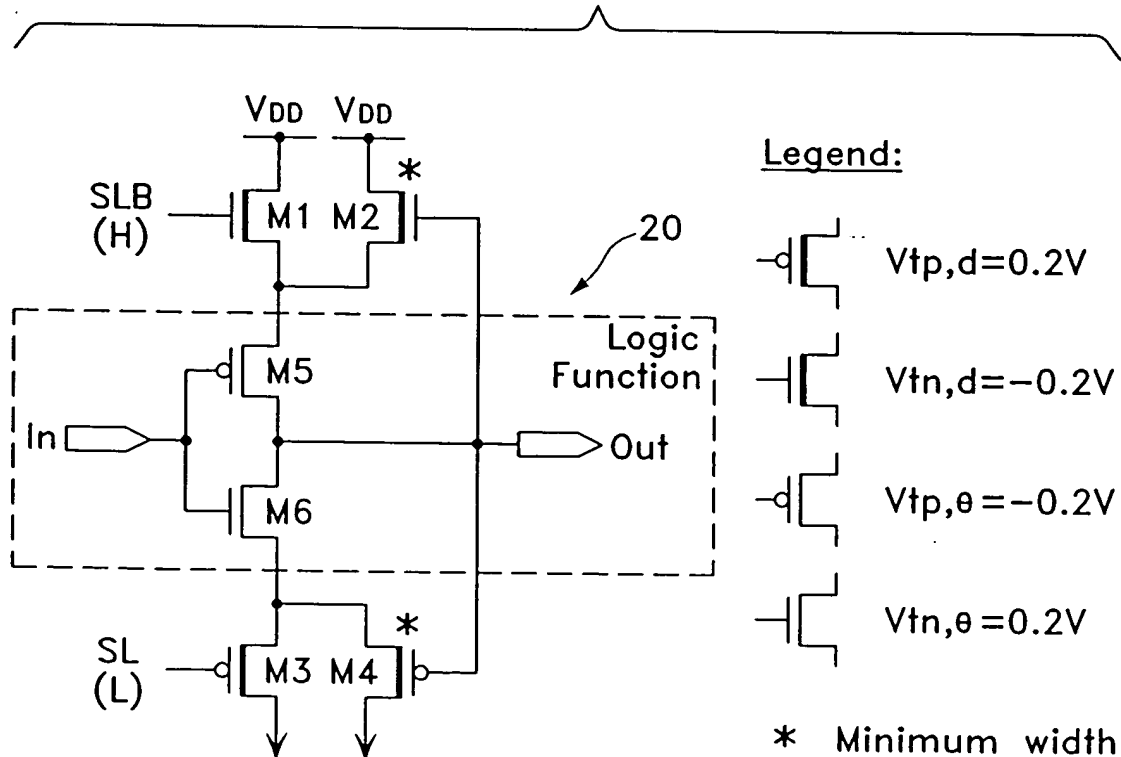 VDD VDD
*
SLB
(H)
M1 M2
20
Logic
Function
M5
In
Out
M6
*
SL
(L)
M3 M4
Legend:
Vtp,d=0.2V
Vtn,d=-0.2V
Vtp,θ=-0.2V
Vtn,θ=0.2V
* Minimum width